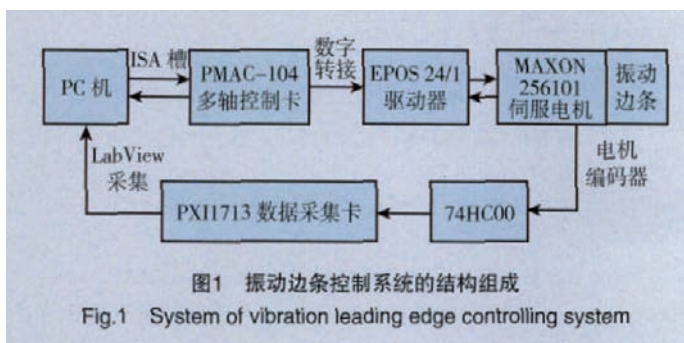 PC 机
ISA 槽
PMAC-104
多轴控制卡
数字
转接
EPOS 24/1
驱动器
MAXON
256101
伺服电机
振动
边条
LabView
采集
PXI1713 数据采集卡
74HC00
电机
编码器
图1 振动边条控制系统的结构组成
Fig.1 System of vibration leading edge controlling system